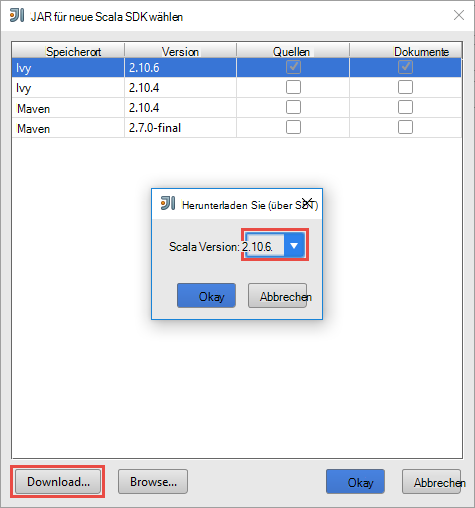 JAR für neue Scala SDK wählen
Speicherort Version Quellen Dokumente
Ivy 2.10.6
Ivy 2.10.4
Maven 2.10.4
Maven 2.7.0-final
Herunterladen Sie (über SBT)
Scala Version: 2.10.6.
Okay Abbrechen
Download... Browse... Okay Abbrechen